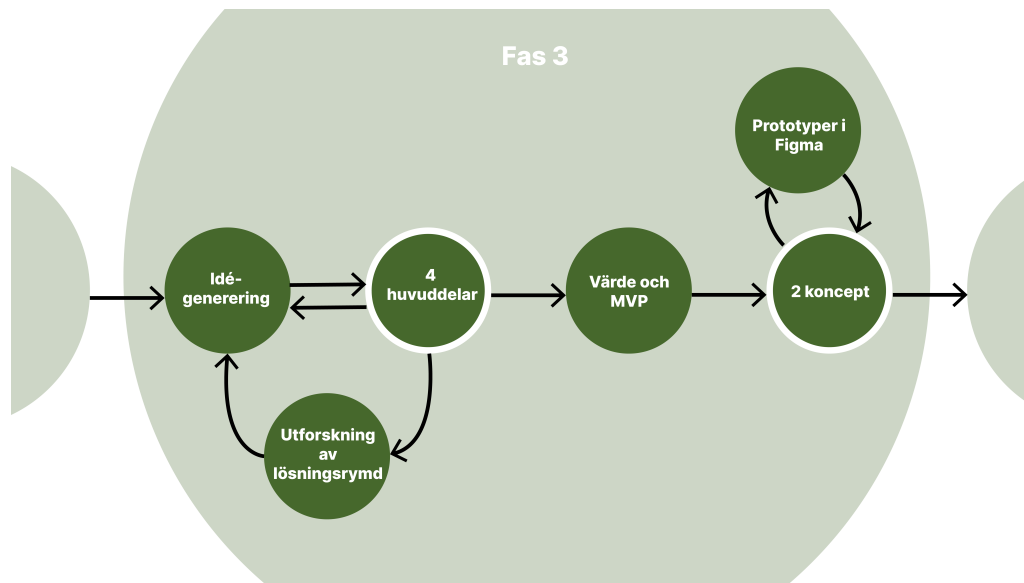 Fas 3
Prototyper i
Figma
Idé-
generering
4
huvuddelar
Värde och
MVP
2 koncept
Utforskning
av
lösningsrymd